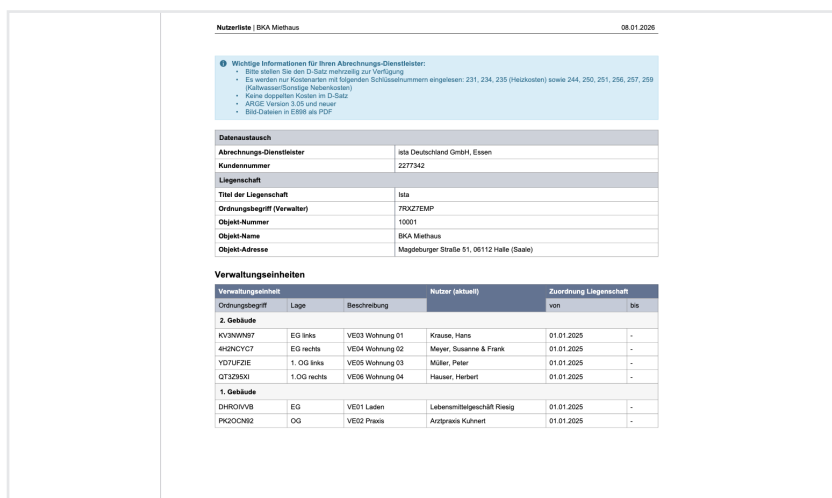 Nutzerliste | BKA Miethaus 08.01.2026
Wichtige Informationen für Ihren Abrechnungs-Dienstleister:
• Bitte stellen Sie den D-Satz mehrzeilig zur Verfügung
• Es werden nur Kostenarten mit folgenden Schlüsselnummern eingelesen: 231, 234, 235 (Heizkosten) sowie 244, 250, 251, 256, 257, 259
(Kaltwasser/Sonstige Nebenkosten)
• Keine doppelten Kosten im D-Satz
• ARGE Version 3.05 und neuer
• Bild-Dateien in E898 als PDF
Datenaustausch
Abrechnungs-Dienstleister ista Deutschland GmbH, Essen
Kundennummer 2277342
Liegenschaft
Titel der Liegenschaft Ista
Ordnungsbegriff (Verwalter) 7RXZ7EMP
Objekt-Nummer 10001
Objekt-Name BKA Miethaus
Objekt-Adresse Magdeburger Straße 51, 06112 Halle (Saale)
Verwaltungseinheiten
Verwaltungseinheit Nutzer (aktuell) Zuordnung Liegenschaft
Ordnungsbegriff Lage Beschreibung von bis
2. Gebäude
KV3NWN97 EG links VE03 Wohnung 01 Krause, Hans 01.01.2025 -
4H2NCYC7 EG rechts VE04 Wohnung 02 Meyer, Susanne & Frank 01.01.2025 -
YD7UFZIE 1. OG links VE05 Wohnung 03 Müller, Peter 01.01.2025 -
QT3Z95XI 1.OG rechts VE06 Wohnung 04 Hauser, Herbert 01.01.2025 -
1. Gebäude
DHROIVVB EG VE01 Laden Lebensmittelgeschäft Riesig 01.01.2025 -
PK2OCN92 OG VE02 Praxis Arztpraxis Kuhnert 01.01.2025 -